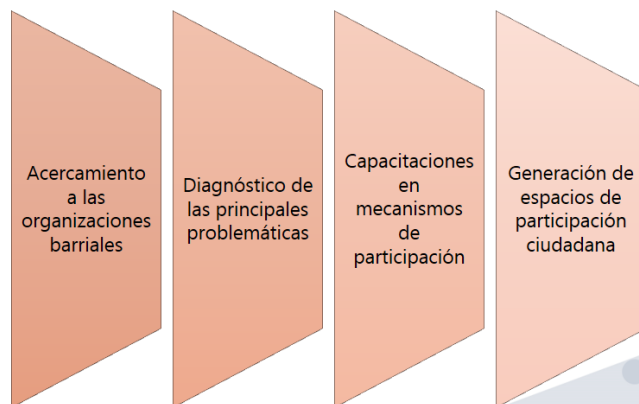 Acercamiento
a las
organizaciones
barriales
Diagnóstico de
las principales
problemáticas
Capacitaciones
en
mecanismos
de
participación
Generación de
espacios de
participación
ciudadana